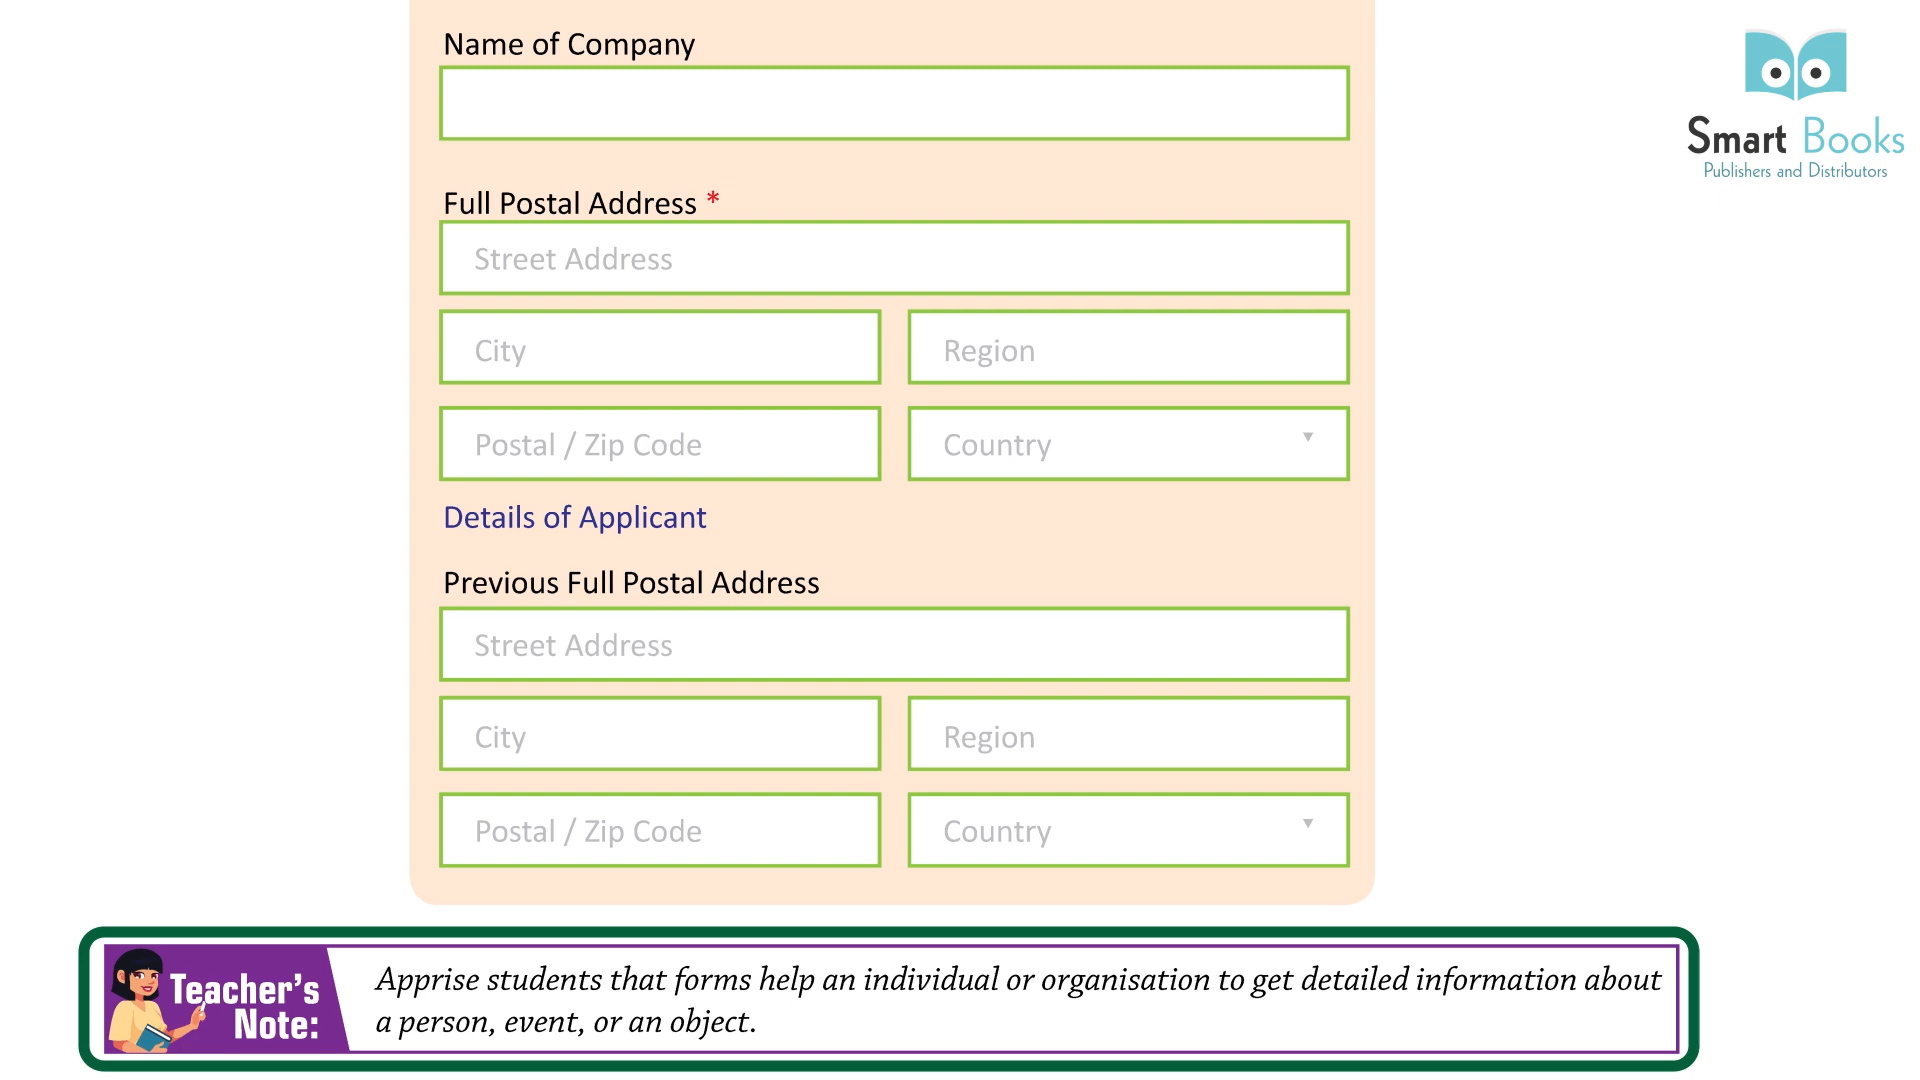 Name of Company
Smart Books
Publishers and Distributors
Full Postal Address *
Street Address
City
Region
Postal / Zip Code
Country
Details of Applicant
Previous Full Postal Address
Street Address
City
Region
Postal / Zip Code
Country
Teacher's
Note:
Apprise students that forms help an individual or organisation to get detailed information about
a person, event, or an object.